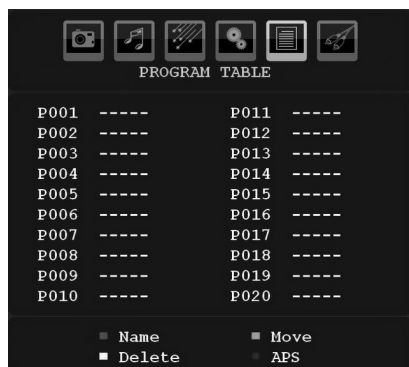 PROGRAM TABLE
P001 ----- P011 -----
P002 ----- P012 -----
P003 ----- P013 -----
P004 ----- P014 -----
P005 ----- P015 -----
P006 ----- P016 -----
P007 ----- P017 -----
P008 ----- P018 -----
P009 ----- P019 -----
P010 ----- P020 -----
Name Move
Delete APS